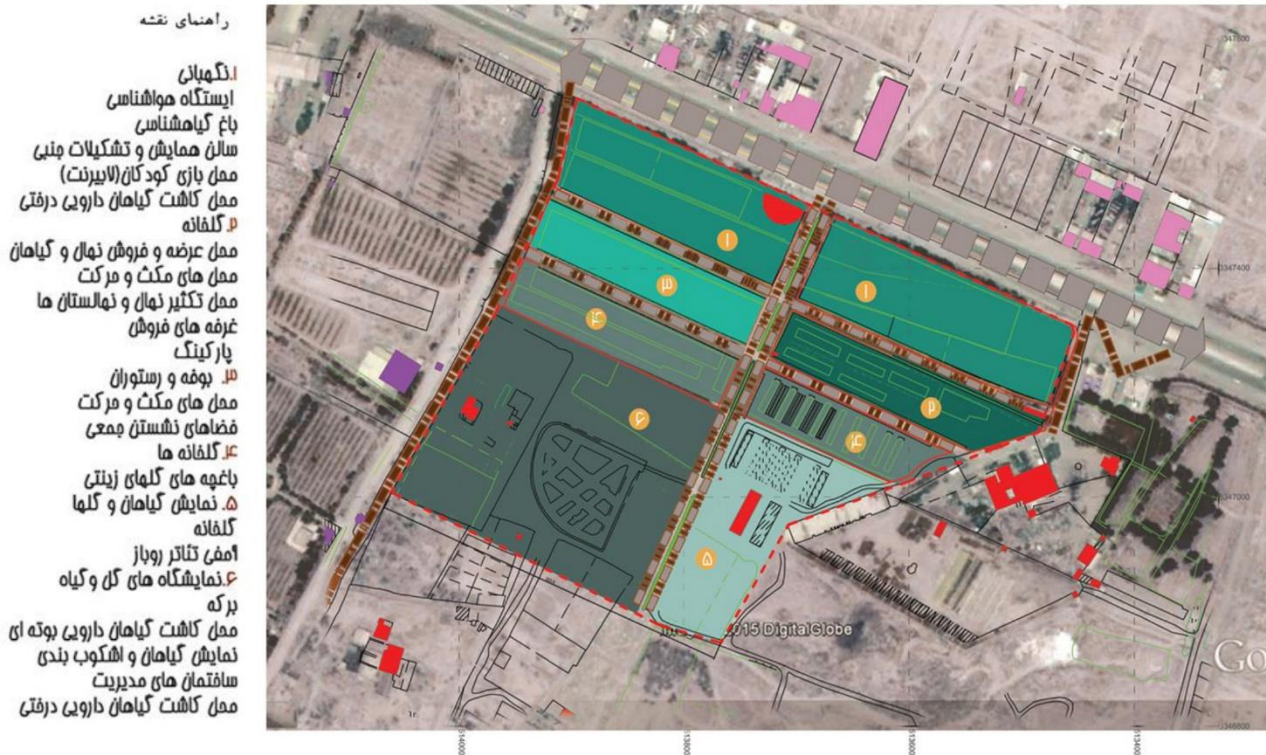 راهنمای نقشه
۱.نگهبانی
ایستگاه هواشناسی
باغ گیاهشناسی
سالن همایش و تشکیلات جنبی
محل بازی کودکان(لابیرنت)
محل کاشت گیاهان دارویی درختی
۲.گلخانه
محل عرضه و فروش نهال و گیاهان
محل های مکث و حرکت
محل تکثیر نهال و نهالستان ها
غرفه های فروش
پارکینگ
۳. بوفه و رستوران
محل های مکث و حرکت
فضاهای نشستن جمعی
۴.گلخانه ها
باغچه های گلهای زینتی
۵. نمایش گیاهان و گلها
گلخانه
آمفی تئاتر روباز
۶.نمایشگاه های گل و گیاه
برکه
محل کاشت گیاهان دارویی بوته ای
نمایش گیاهان و اشکوب بندی
ساختمان های مدیریت
محل کاشت گیاهان دارویی درختی
۱
۱
۳
۴
۲
۶
۴
۵
015 DigitalGlobe
Go
347400
347000